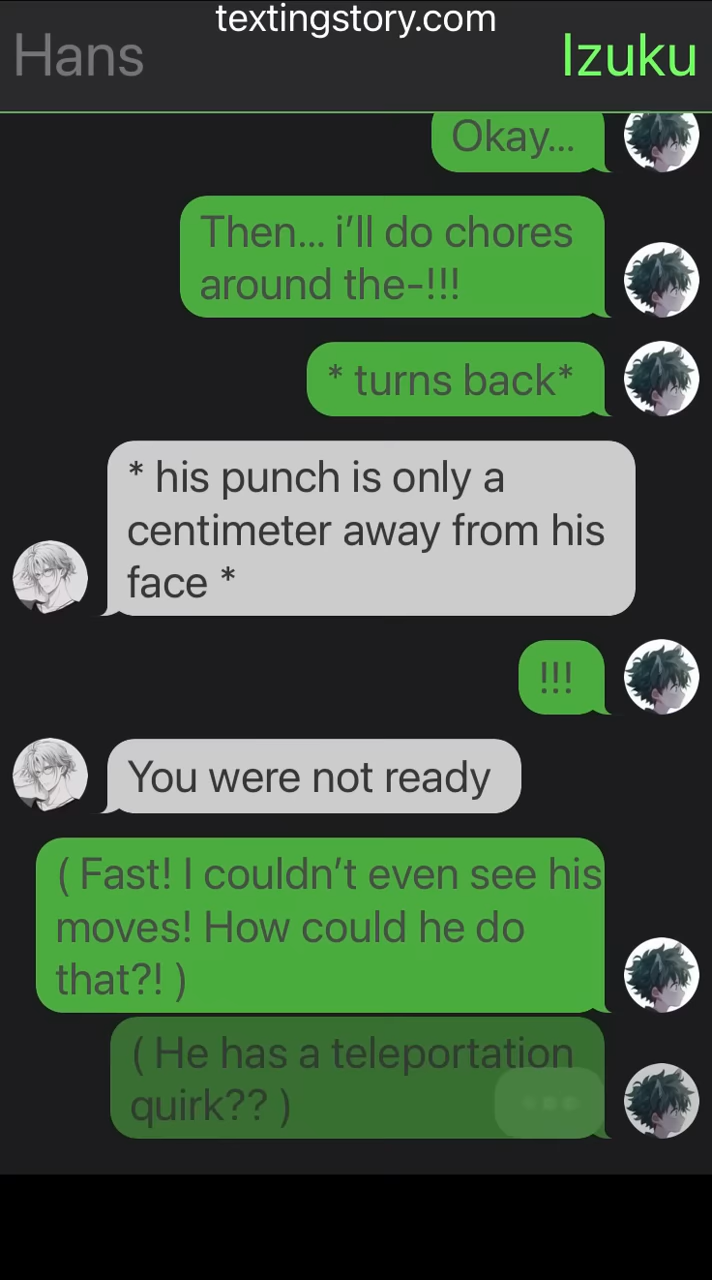 textingstory.com
Hans
Izuku
Okay...
Then... i’ll do chores
around the-!!!
* turns back*
* his punch is only a
centimeter away from his
face *
!!!
You were not ready
( Fast! I couldn’t even see his
moves! How could he do
that?! )
( He has a teleportation
quirk?? )